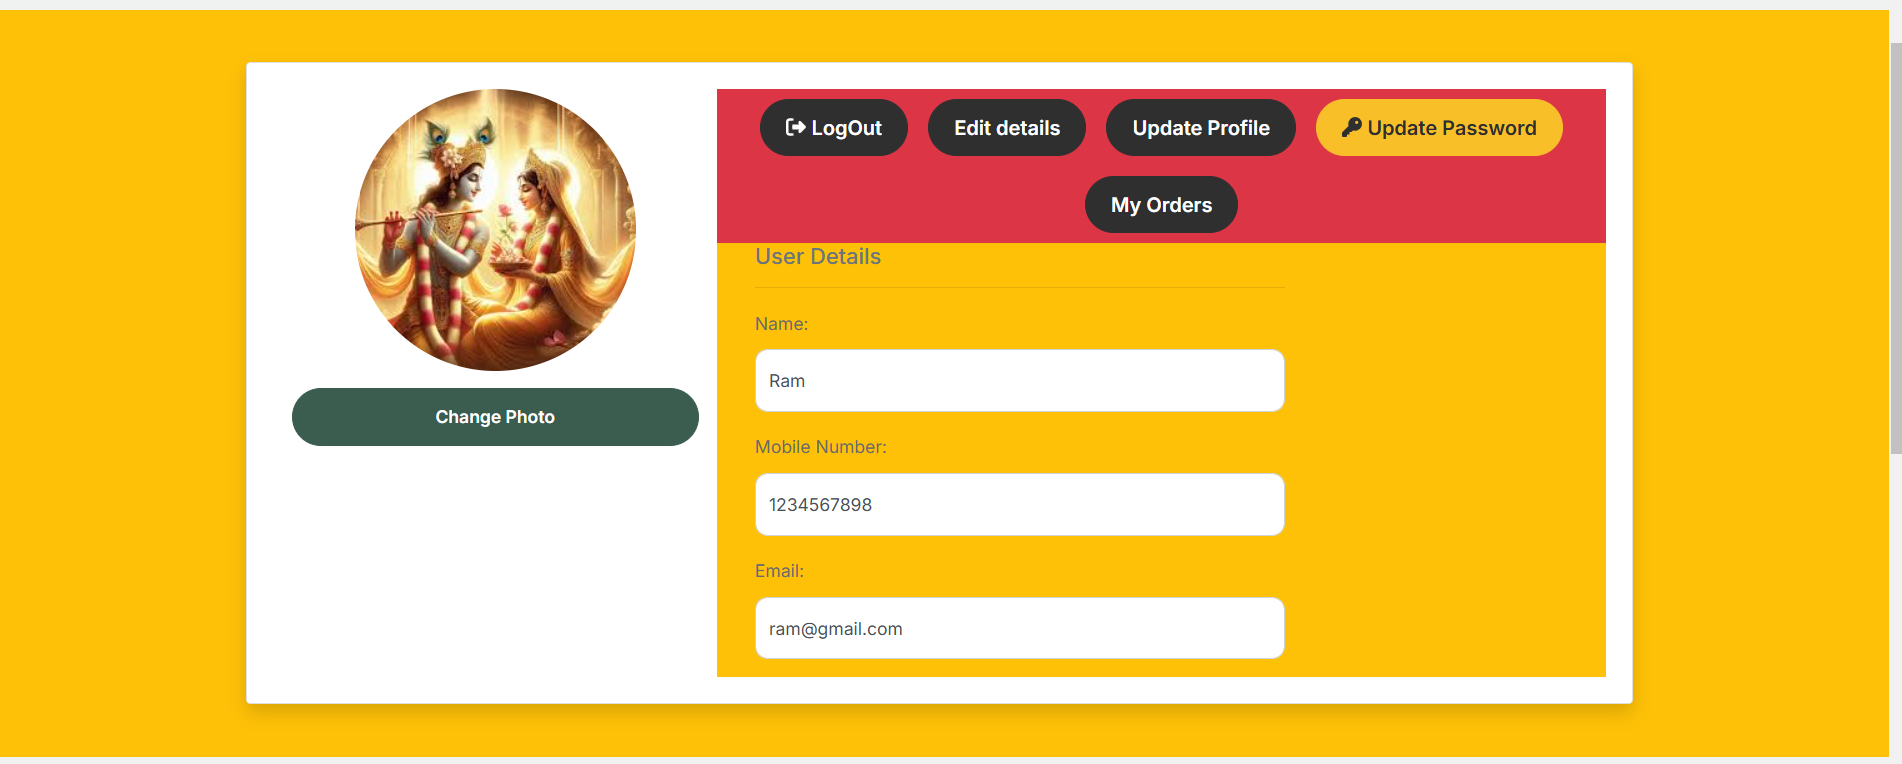 LogOut Edit details Update Profile Update Password
My Orders
Change Photo
User Details
Name:
Ram
Mobile Number:
1234567898
Email:
ram@gmail.com